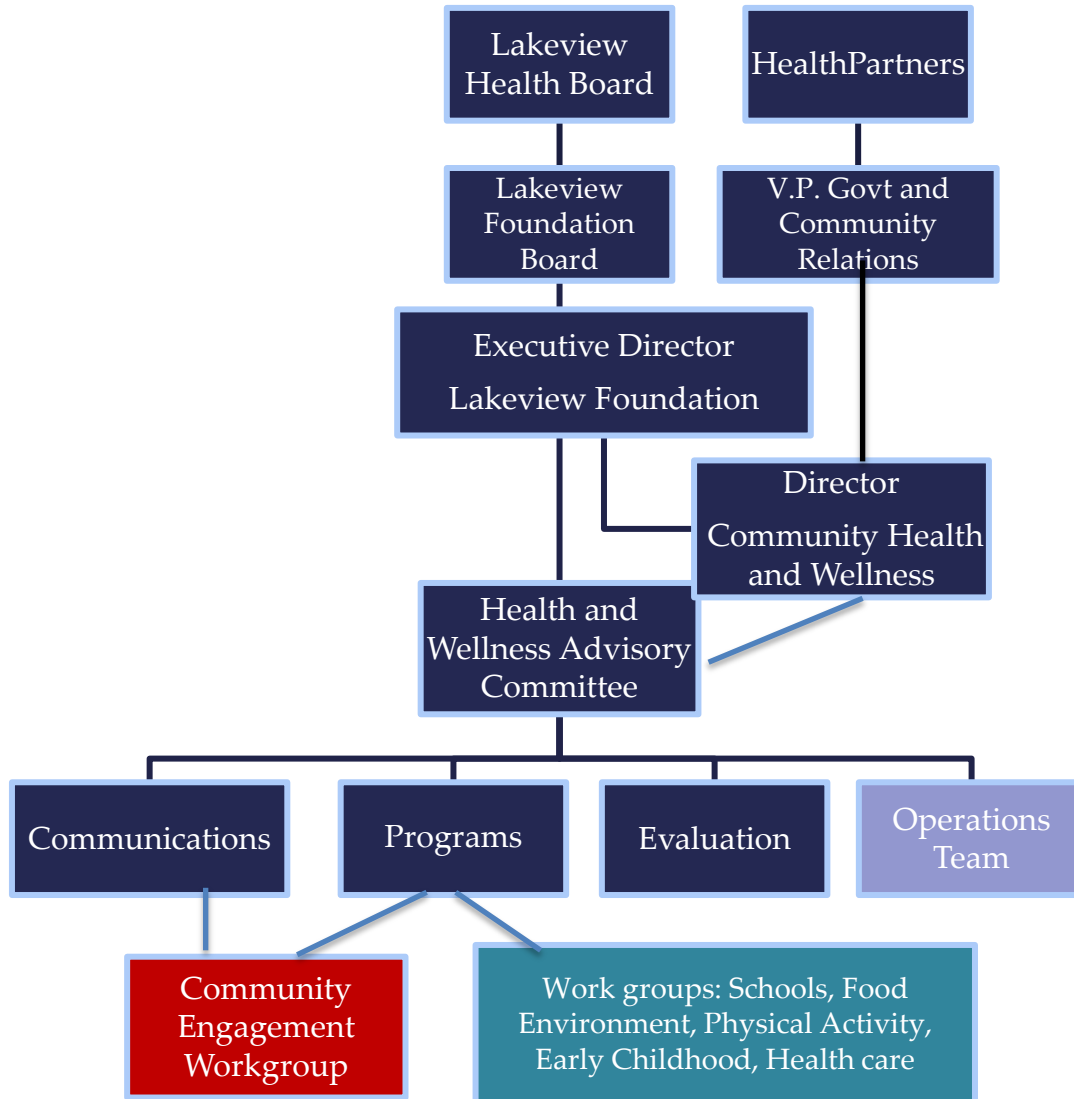 Lakeview
Health Board
HealthPartners
Lakeview
Foundation
Board
V.P. Govt and
Community
Relations
Executive Director
Lakeview Foundation
Director
Community Health
and Wellness
Health and
Wellness Advisory
Committee
Communications
Programs
Evaluation
Operations
Team
Community
Engagement
Workgroup
Work groups: Schools, Food
Environment, Physical Activity,
Early Childhood, Health care